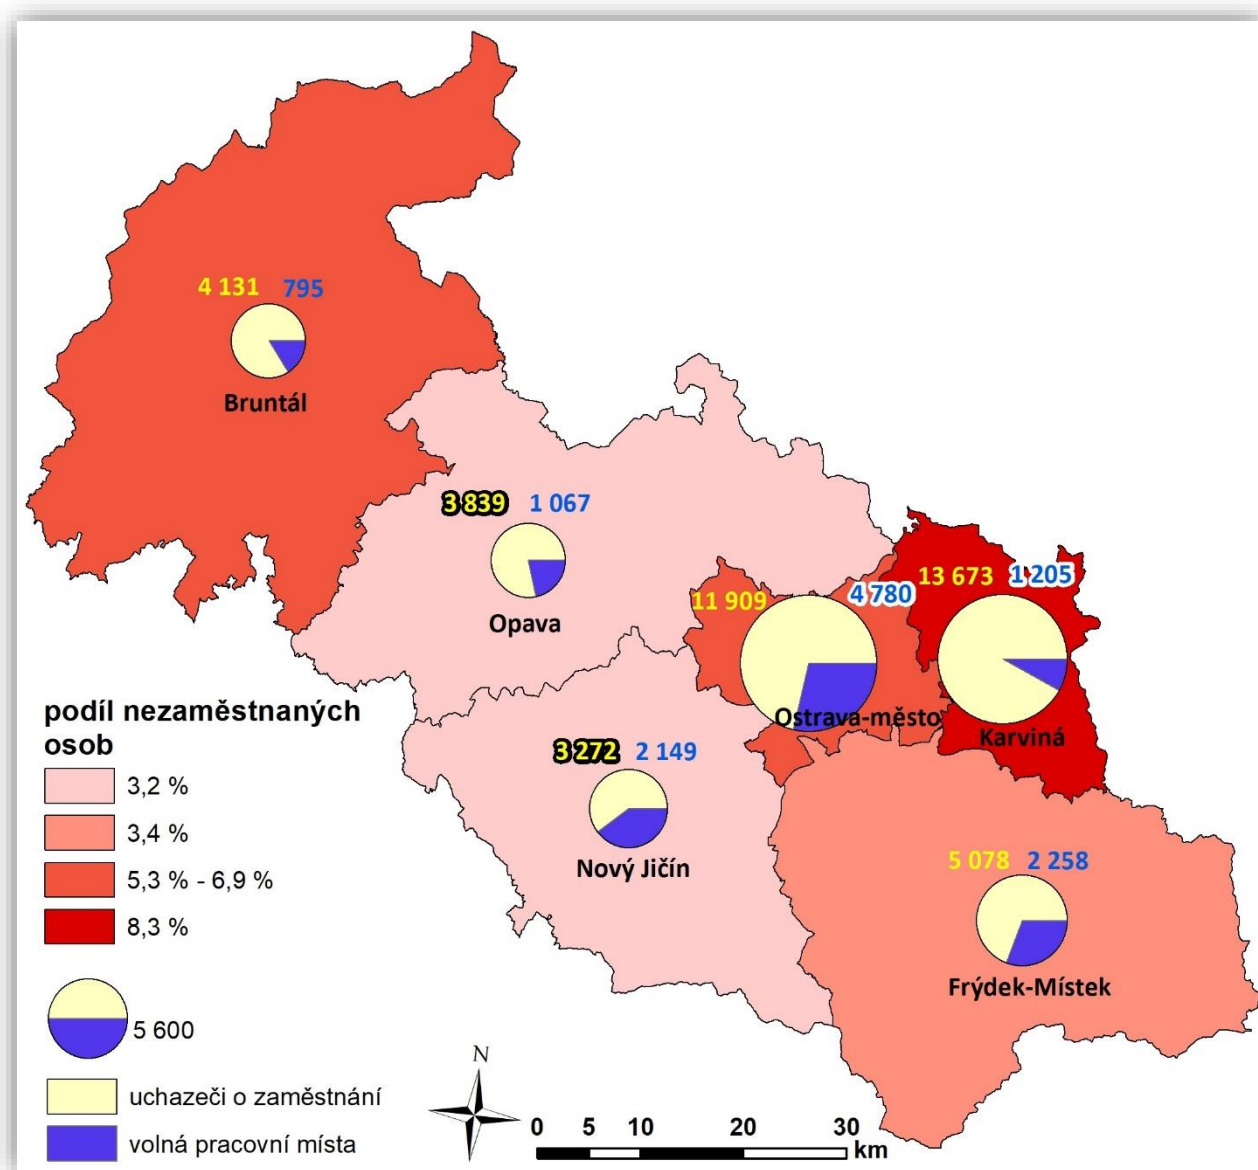 4 131 795
Bruntál
3 839 1 067
Opava
11 909 4 780
Ostrava-město
13 673 1 205
Karviná
3 272 2 149
Nový Jičín
5 078 2 258
Frýdek-Místek
podíl nezaměstnaných
osob
3,2 %
3,4 %
5,3 % - 6,9 %
8,3 %
5 600
uchazeči o zaměstnání
volná pracovní místa
N
0 5 10 20 30
km